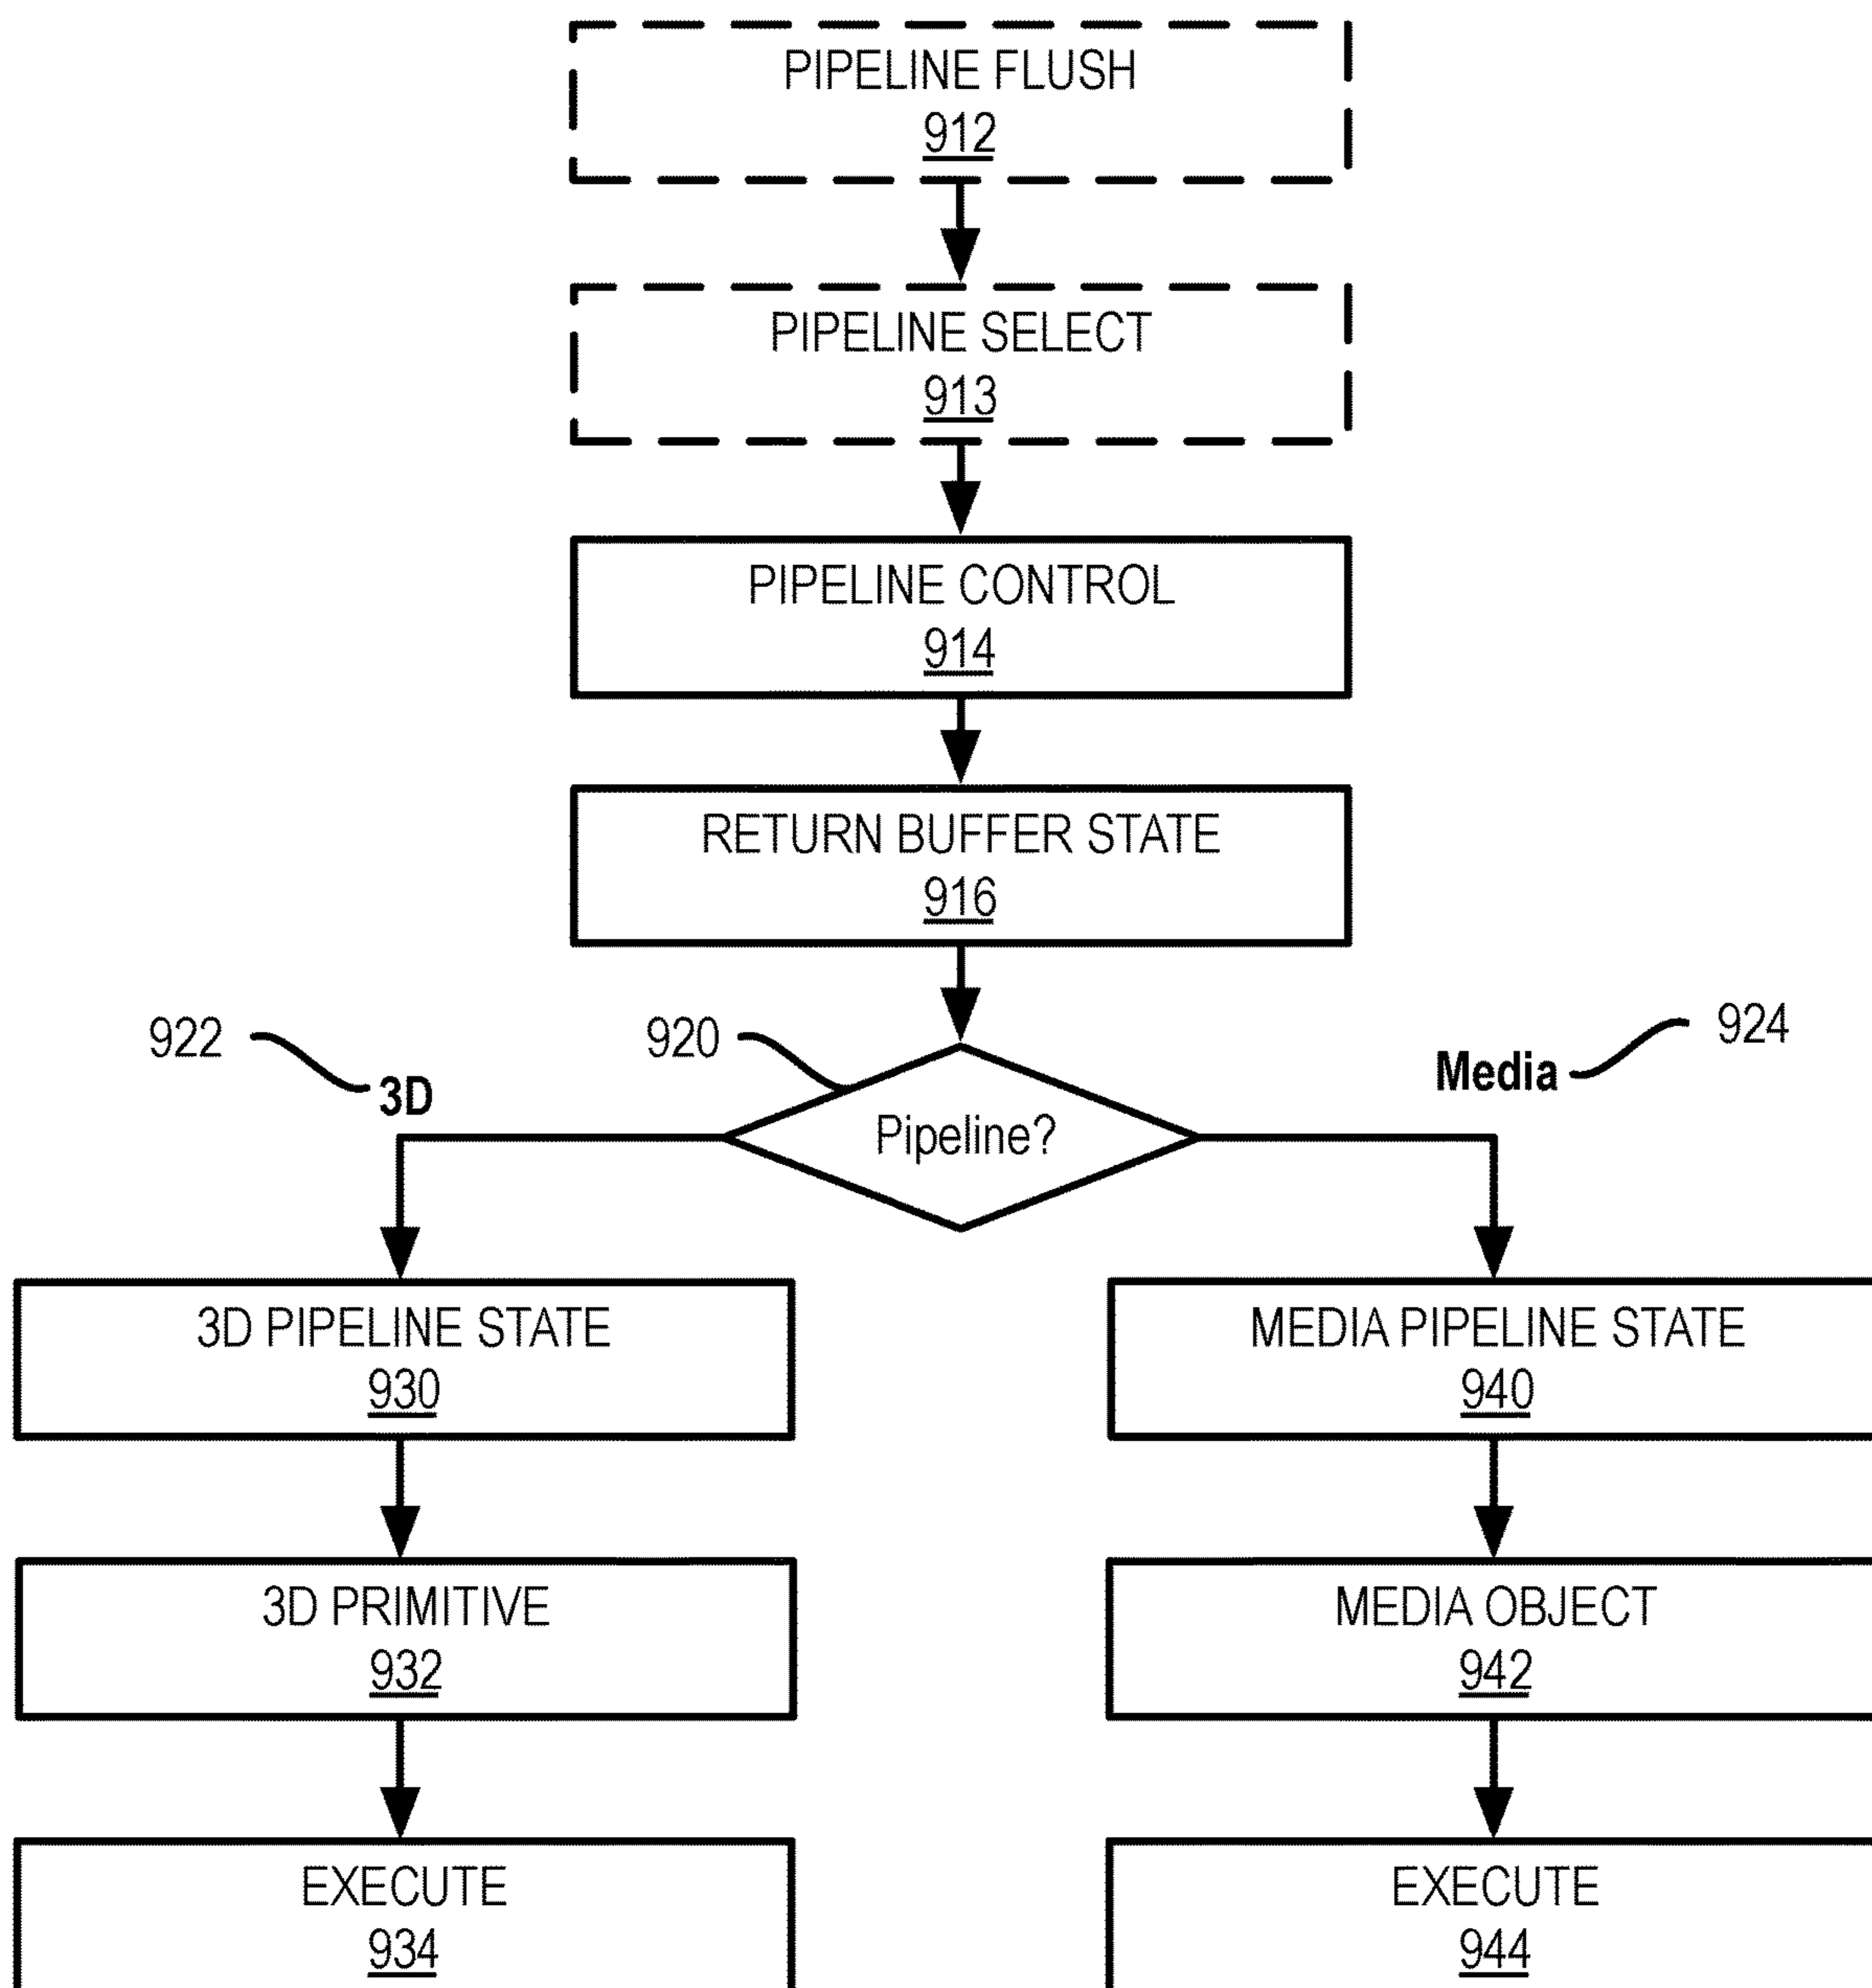 PIPELINE FLUSH
912
PIPELINE SELECT
913
PIPELINE CONTROL
914
RETURN BUFFER STATE
916
922
3D
920
Pipeline?
Media
924
3D PIPELINE STATE
930
MEDIA PIPELINE STATE
940
3D PRIMITIVE
932
MEDIA OBJECT
942
EXECUTE
934
EXECUTE
944